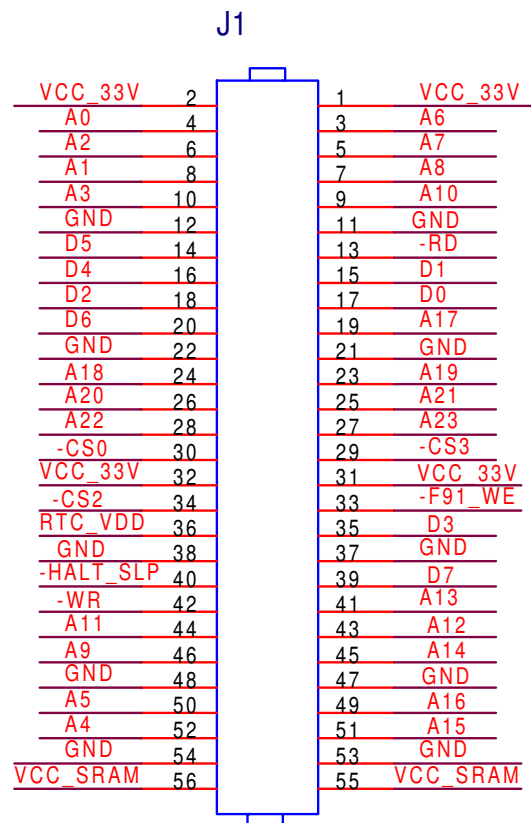 J1
VCC_33V 2 1 VCC_33V
A0 4 3 A6
A2 6 5 A7
A1 8 7 A8
A3 10 9 A10
GND 12 11 GND
D5 14 13 -RD
D4 16 15 D1
D2 18 17 D0
D6 20 19 A17
GND 22 21 GND
A18 24 23 A19
A20 26 25 A21
A22 28 27 A23
-CS0 30 29 -CS3
VCC_33V 32 31 VCC_33V
-CS2 34 33 -F91_WE
RTC_VDD 36 35 D3
GND 38 37 GND
-HALT_SLP 40 39 D7
-WR 42 41 A13
A11 44 43 A12
A9 46 45 A14
GND 48 47 GND
A5 50 49 A16
A4 52 51 A15
GND 54 53 GND
VCC_SRAM 56 55 VCC_SRAM